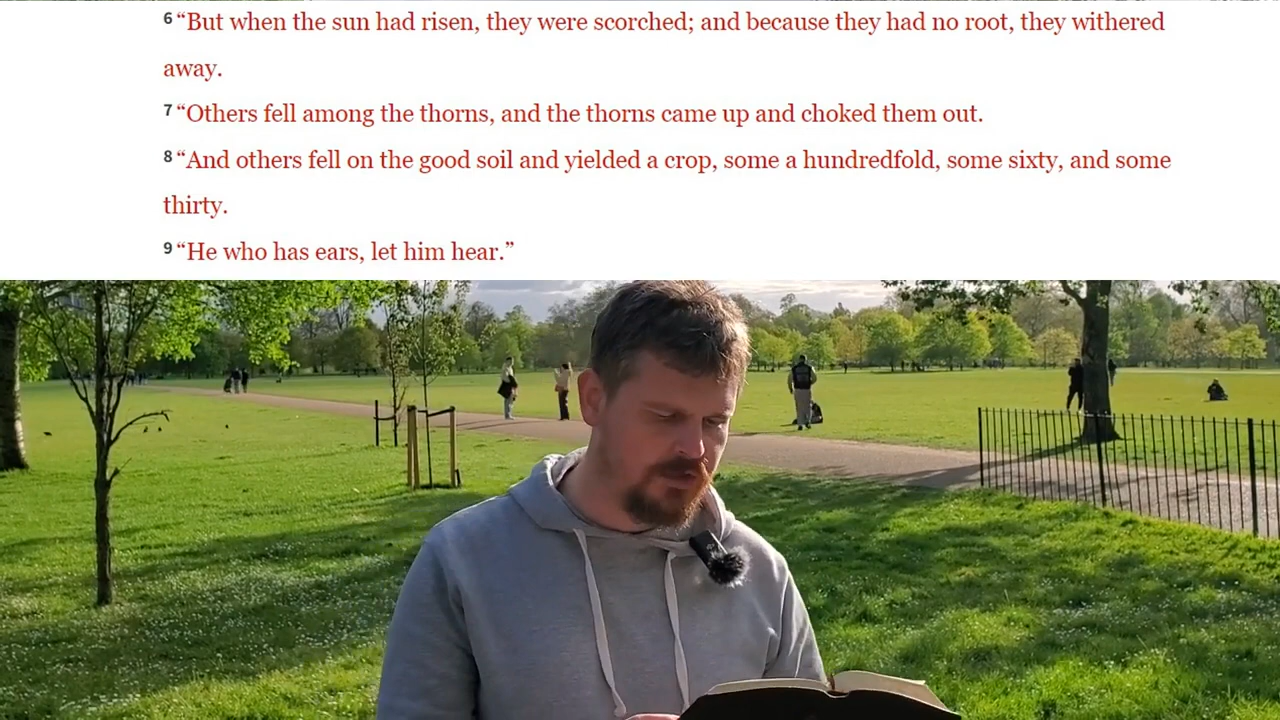 6 “But when the sun had risen, they were scorched; and because they had no root, they withered
away.
7 “Others fell among the thorns, and the thorns came up and choked them out.
8 “And others fell on the good soil and yielded a crop, some a hundredfold, some sixty, and some
thirty.
9 “He who has ears, let him hear.”